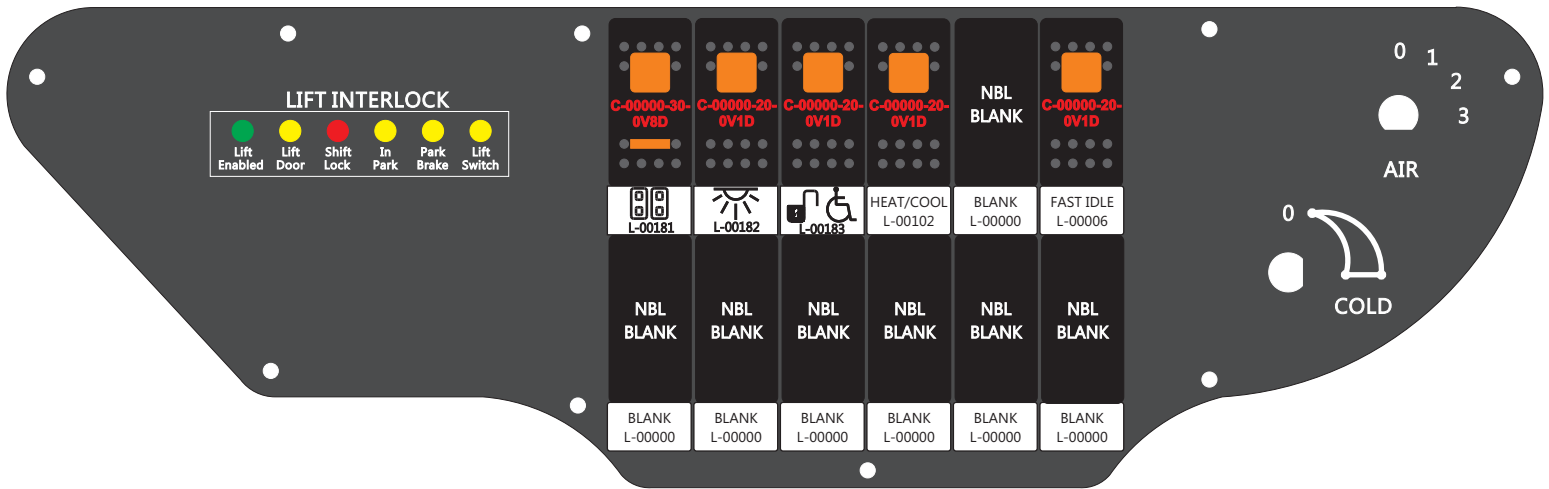 LIFT INTERLOCK
Lift
Enabled
Lift
Door
Shift
Lock
In
Park
Park
Brake
Lift
Switch
C-00000-30-
0V8D
C-00000-20-
0V1D
C-00000-20-
0V1D
C-00000-20-
0V1D
NBL
BLANK
C-00000-20-
0V1D
L-00181
L-00182
L-00183
HEAT/COOL
L-00102
BLANK
L-00000
FAST IDLE
L-00006
NBL
BLANK
NBL
BLANK
NBL
BLANK
NBL
BLANK
NBL
BLANK
NBL
BLANK
BLANK
L-00000
BLANK
L-00000
BLANK
L-00000
BLANK
L-00000
BLANK
L-00000
BLANK
L-00000
0
1
2
3
AIR
0
COLD